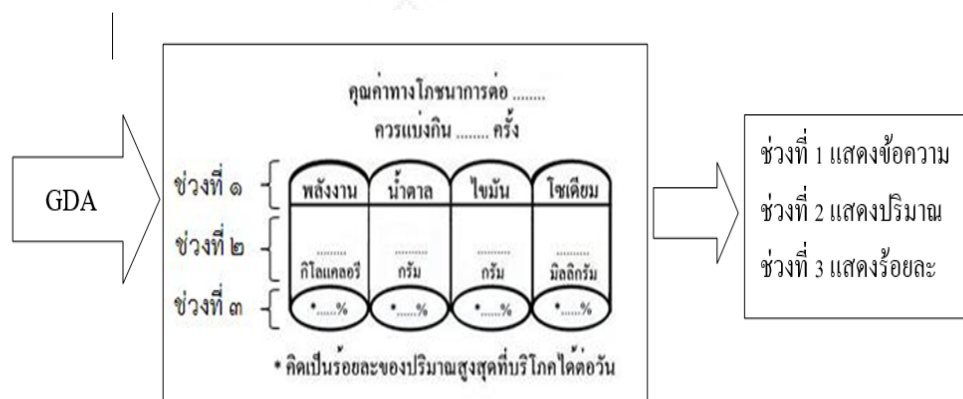 GDA
คุณค่าทางโภชนาการต่อ ........
ควรแบ่งกิน ........ ครั้ง
ช่วงที่ ๑
พลังงาน น้ำตาล ไขมัน โซเดียม
ช่วงที่ ๒
......... ......... ......... .........
กิโลแคลอรี กรัม กรัม มิลลิกรัม
ช่วงที่ ๓
*......% *......% *......% *......%
* คิดเป็นร้อยละของปริมาณสูงสุดที่บริโภคได้ต่อวัน
ช่วงที่ 1 แสดงข้อความ
ช่วงที่ 2 แสดงปริมาณ
ช่วงที่ 3 แสดงร้อยละ